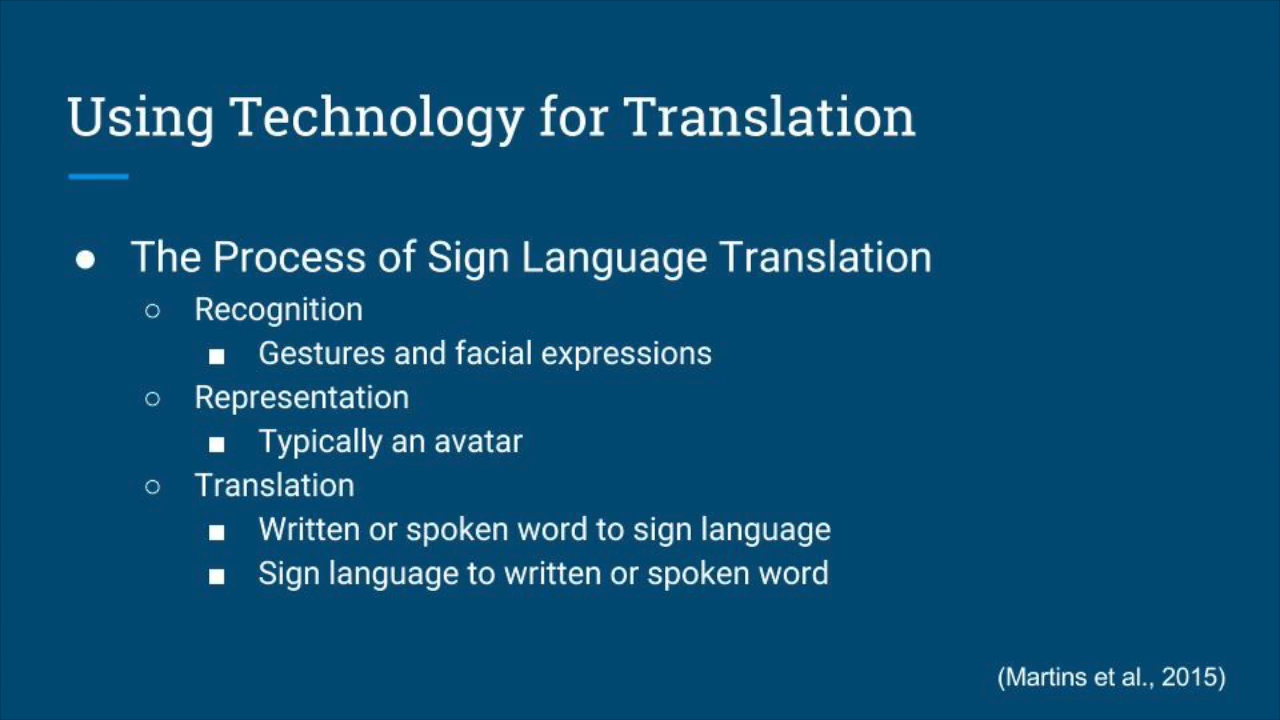 Using Technology for Translation
● The Process of Sign Language Translation
○ Recognition
■ Gestures and facial expressions
○ Representation
■ Typically an avatar
○ Translation
■ Written or spoken word to sign language
■ Sign language to written or spoken word
(Martins et al., 2015)